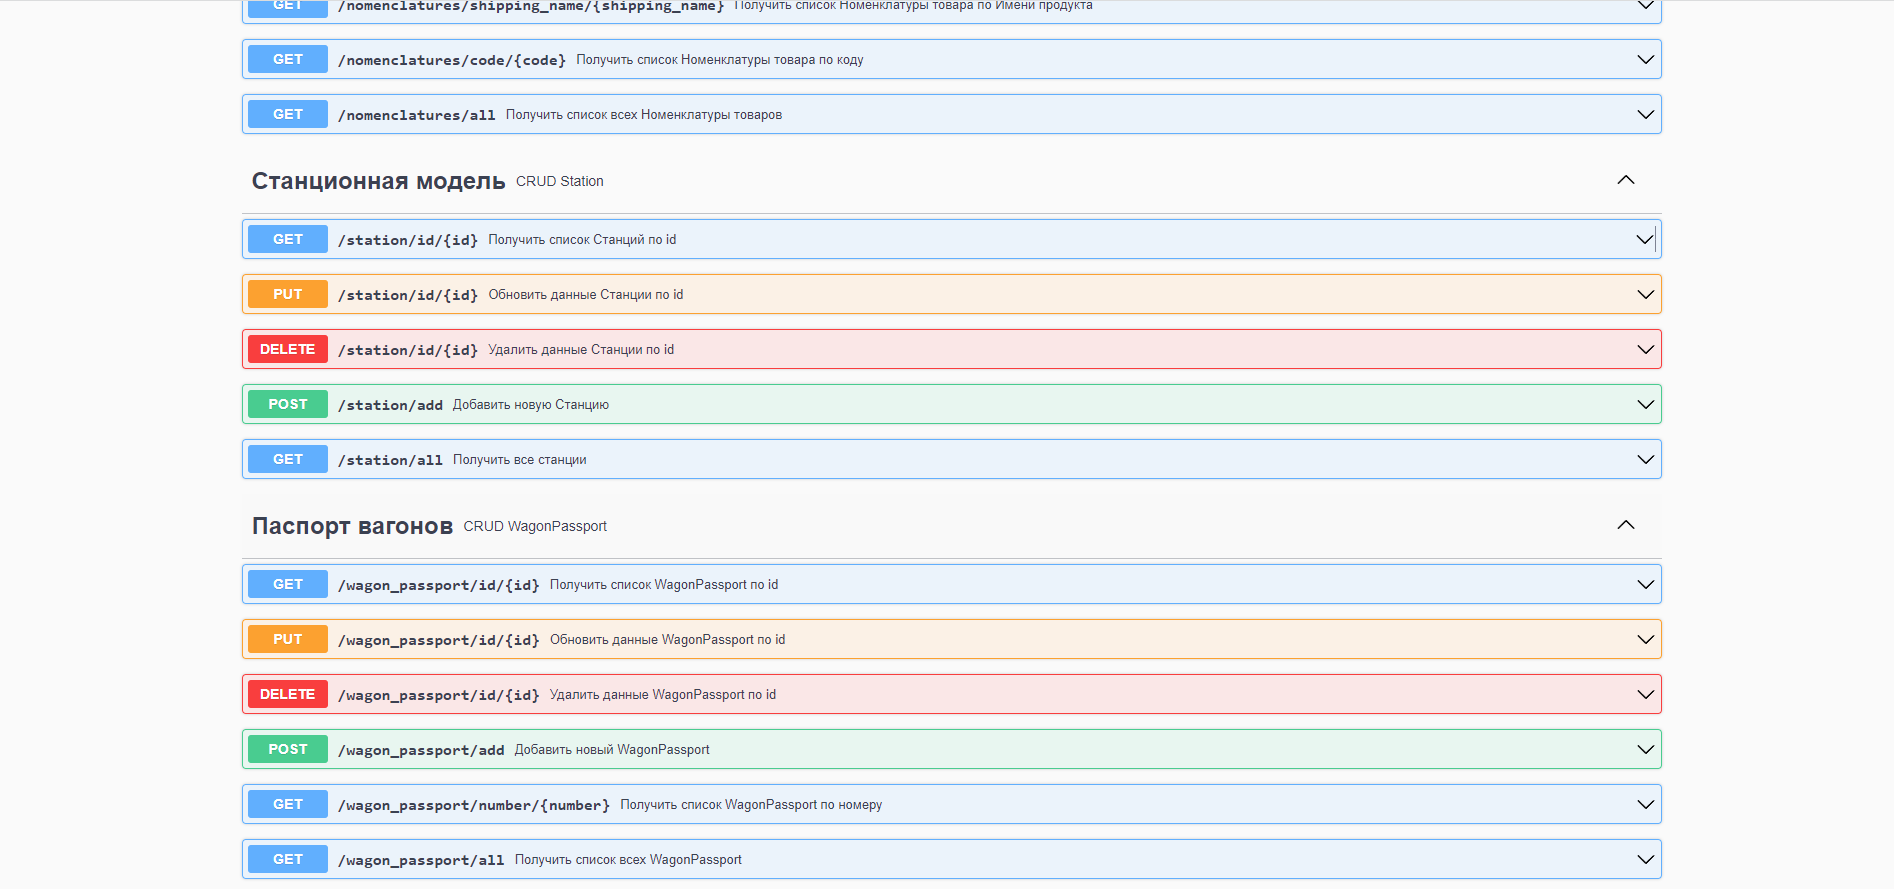 GET /nomenclatures/shipping_name/{shipping_name} Получить список Номенклатуры товара по Имени продукта
GET /nomenclatures/code/{code} Получить список Номенклатуры товара по коду
GET /nomenclatures/all Получить список всех Номенклатуры товаров
Станционная модель CRUD Station
GET /station/id/{id} Получить список Станций по id
PUT /station/id/{id} Обновить данные Станции по id
DELETE /station/id/{id} Удалить данные Станции по id
POST /station/add Добавить новую Станцию
GET /station/all Получить все станции
Паспорт вагонов CRUD WagonPassport
GET /wagon_passport/id/{id} Получить список WagonPassport по id
PUT /wagon_passport/id/{id} Обновить данные WagonPassport по id
DELETE /wagon_passport/id/{id} Удалить данные WagonPassport по id
POST /wagon_passport/add Добавить новый WagonPassport
GET /wagon_passport/number/{number} Получить список WagonPassport по номеру
GET /wagon_passport/all Получить список всех WagonPassport